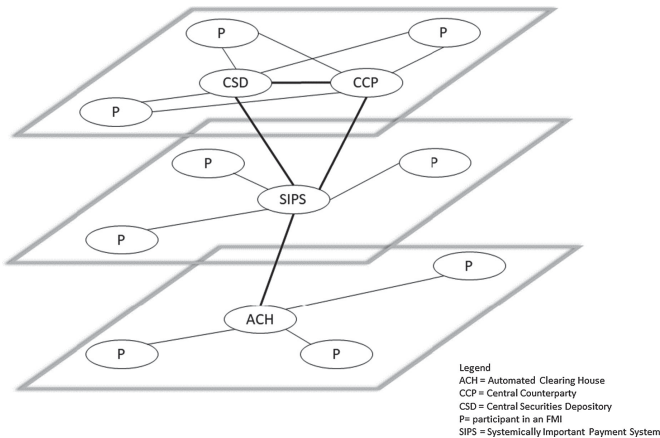 P
P
CSD
CCP
P
P
P
SIPS
P
P
ACH
P
P
Legend
ACH = Automated Clearing House
CCP = Central Counterparty
CSD = Central Securities Depository
P= participant in an FMI
SIPS = Systemically Important Payment System